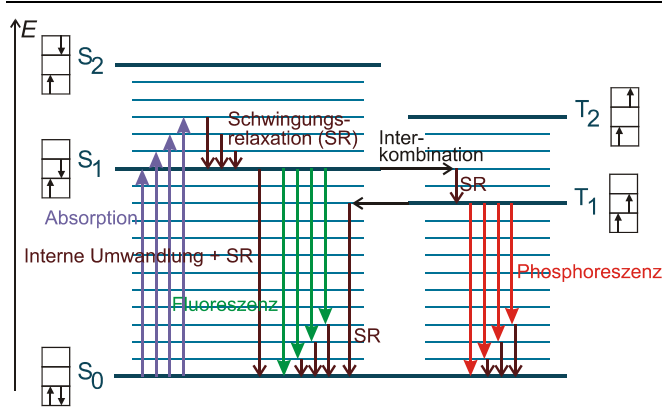 E
S2
T2
Schwingungs-
relaxation (SR)
Inter-
kombination
S1
SR
T1
Absorption
Interne Umwandlung + SR
Phosphoreszenz
Fluoreszenz
SR
S0